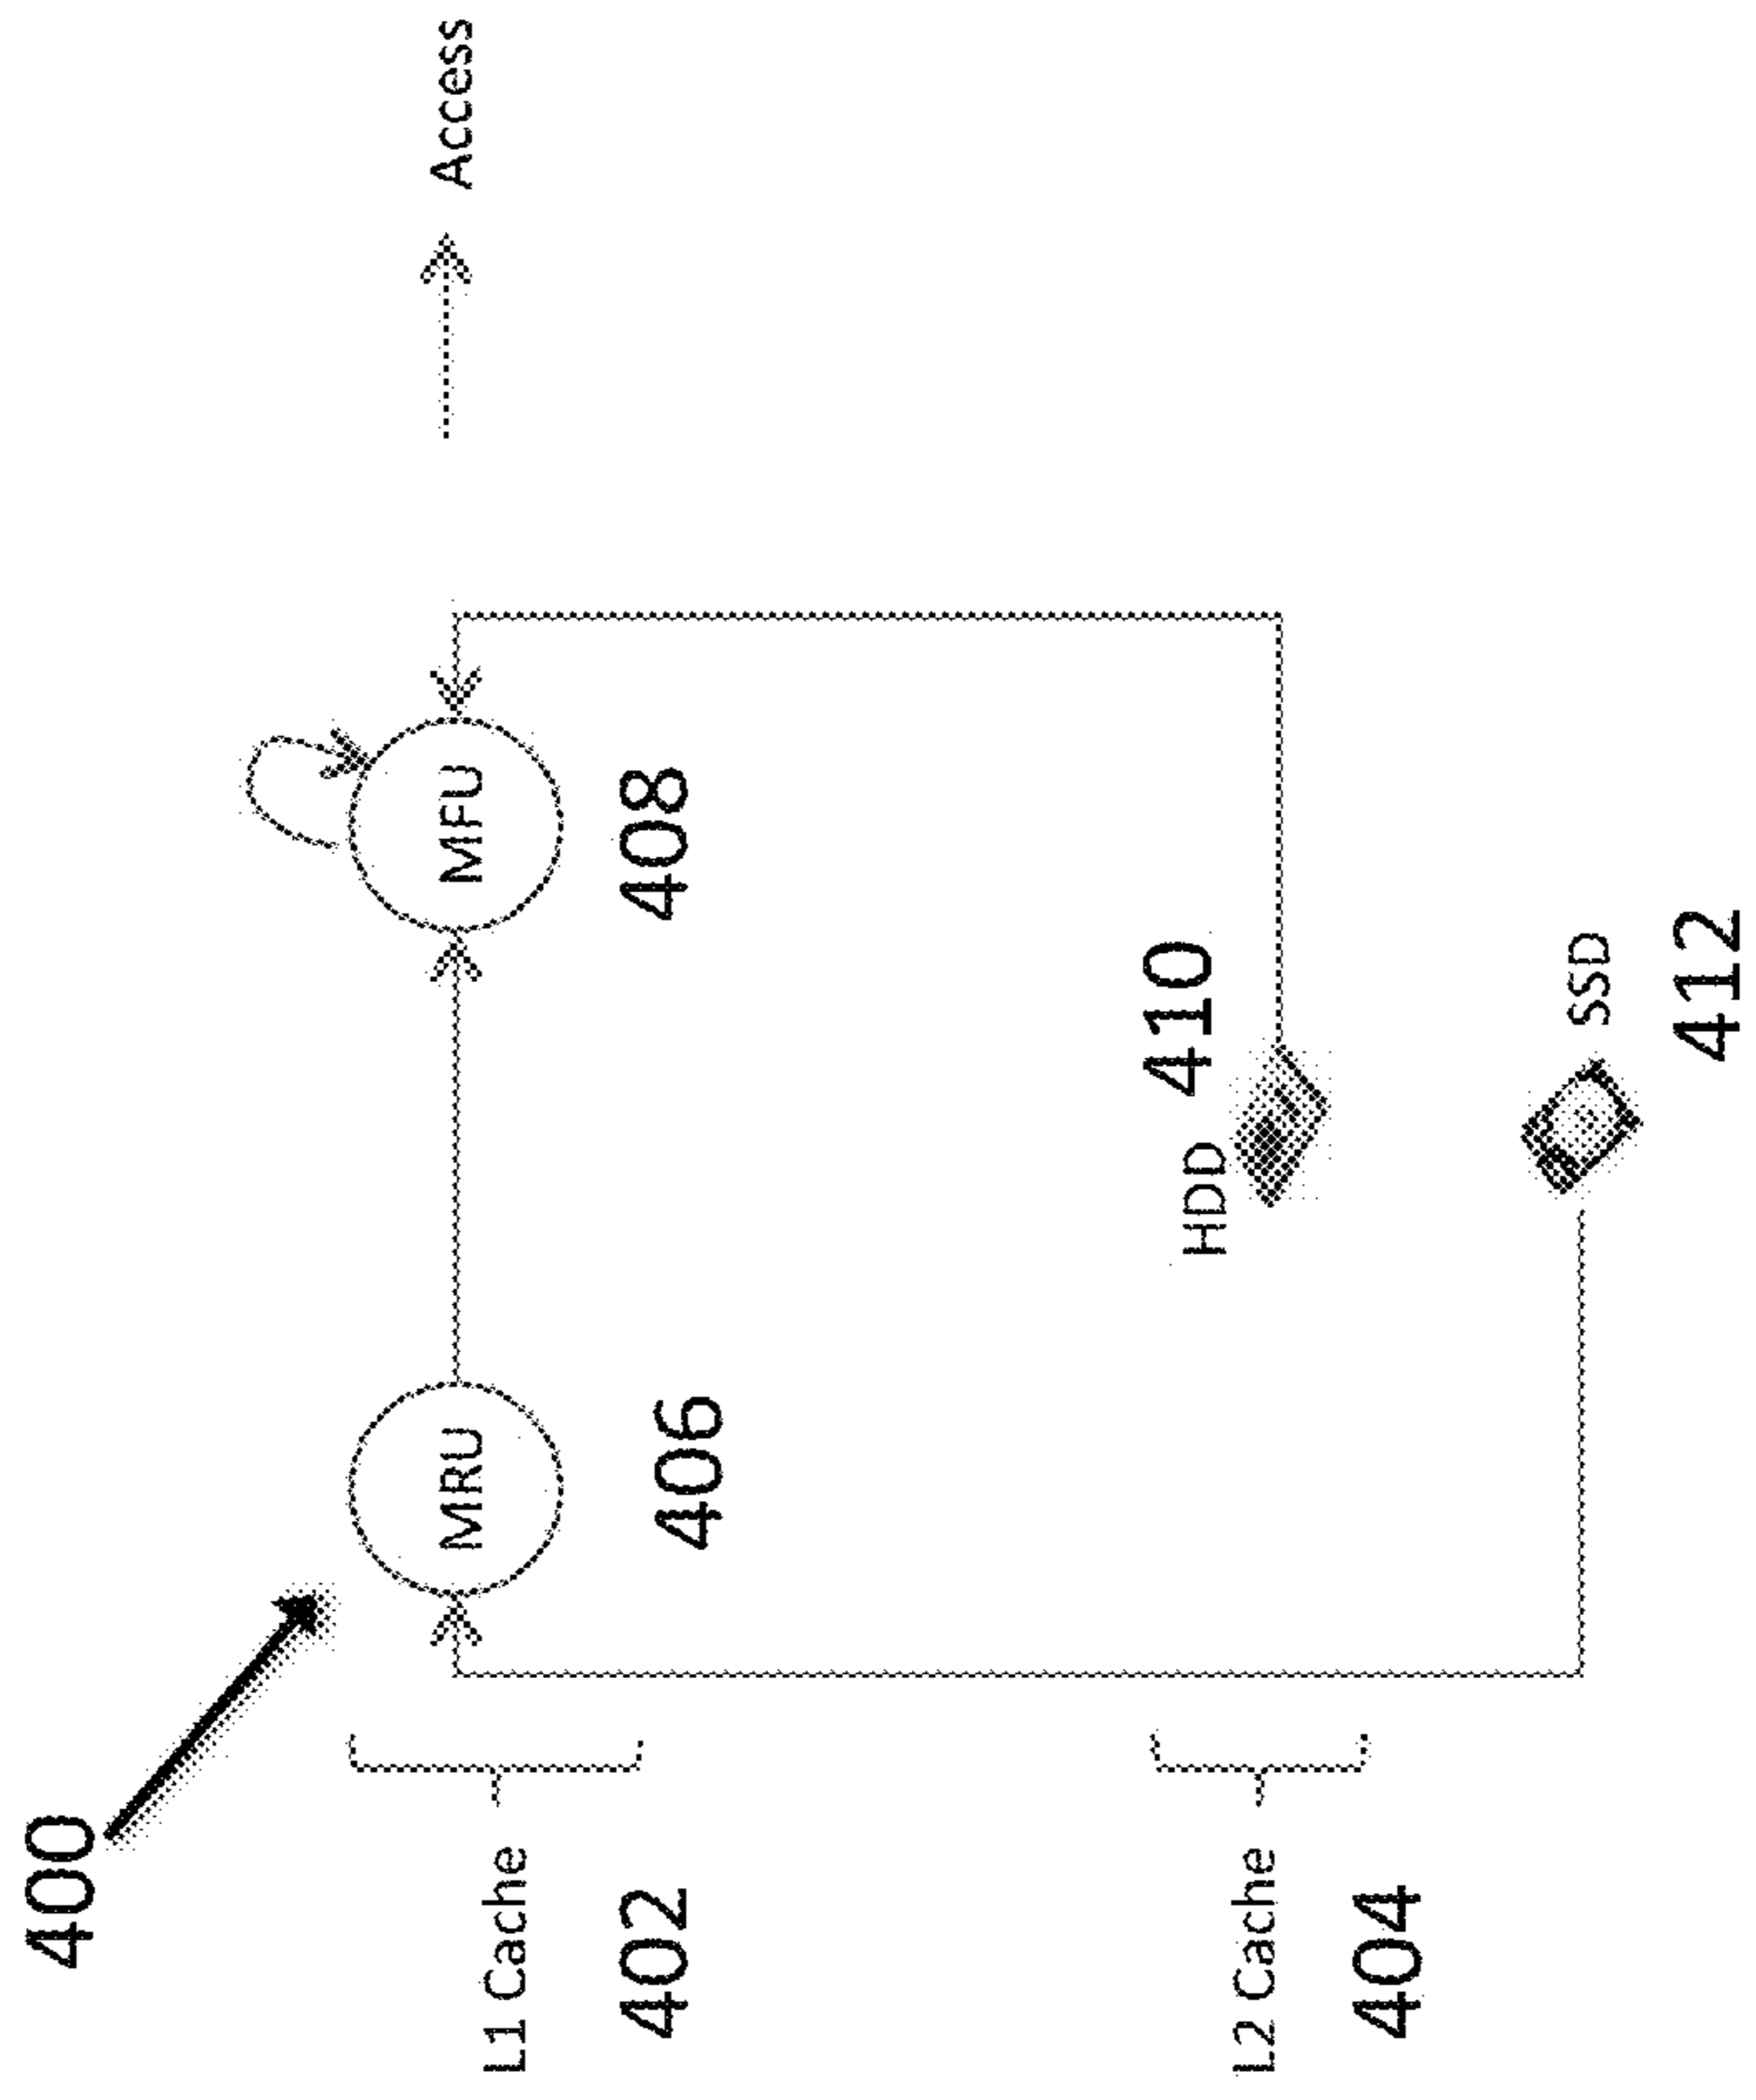 400
L1 Cache
402
MRU
406
MFU
408
Access
L2 Cache
404
HDD
410
SSD
412